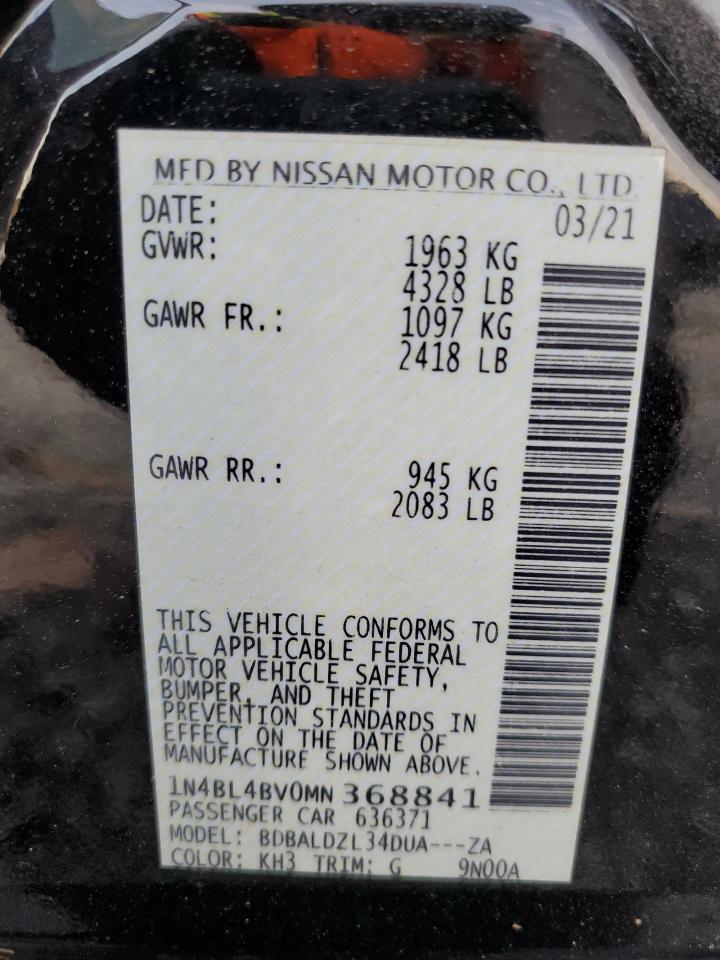 MFD BY NISSAN MOTOR CO., LTD.
DATE: 03/21
GVWR: 1963 KG
4328 LB
GAWR FR.: 1097 KG
2418 LB
GAWR RR.: 945 KG
2083 LB
THIS VEHICLE CONFORMS TO
ALL APPLICABLE FEDERAL
MOTOR VEHICLE SAFETY,
BUMPER, AND THEFT
PREVENTION STANDARDS IN
EFFECT ON THE DATE OF
MANUFACTURE SHOWN ABOVE.
1N4BL4BV0MN368841
PASSENGER CAR 636371
MODEL: BDBALDZL34DUA---ZA
COLOR: KH3 TRIM: G 9N00A